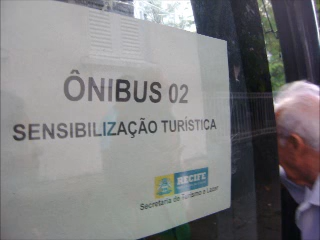 ÔNIBUS 02
SENSIBILIZAÇÃO TURÍSTICA
RECIFE
Secretaria de Turismo e Lazer